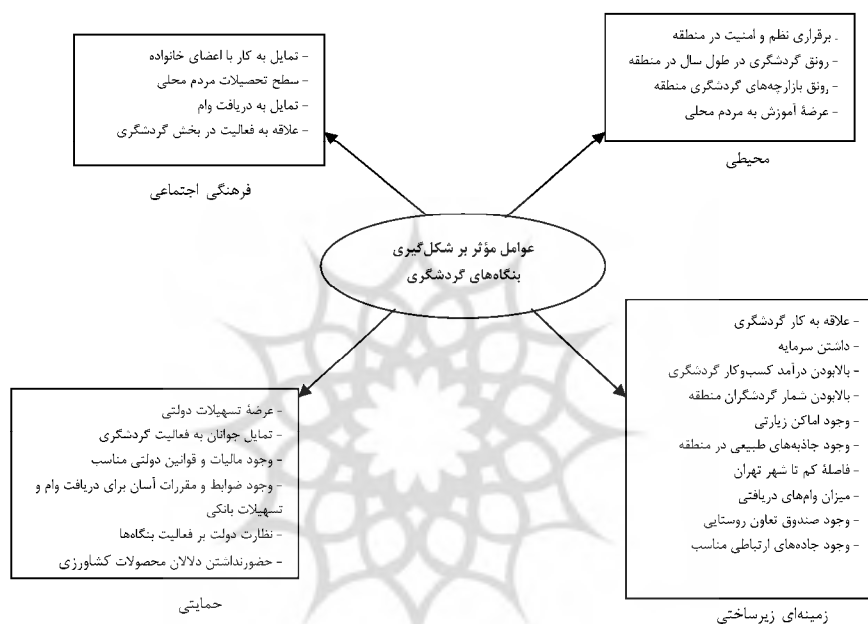 - برقراری نظم و امنیت در منطقه
- رونق گردشگری در طول سال در منطقه
- رونق بازارچه‌های گردشگری منطقه
- عرضهٔ آموزش به مردم محلی
محیطی
- تمایل به کار با اعضای خانواده
- سطح تحصیلات مردم محلی
- تمایل به دریافت وام
- علاقه به فعالیت در بخش گردشگری
فرهنگی اجتماعی
عوامل مؤثر بر شکل‌گیری
بنگاه‌های گردشگری
- علاقه به کار گردشگری
- داشتن سرمایه
- بالابودن درآمد کسب‌وکار گردشگری
- بالابودن شمار گردشگران منطقه
- وجود اماکن زیارتی
- وجود جاذبه‌های طبیعی در منطقه
- فاصلهٔ کم تا شهر تهران
- میزان وام‌های دریافتی
- وجود صندوق تعاون روستایی
- وجود جاده‌های ارتباطی مناسب
زمینه‌ای زیرساختی
- عرضهٔ تسهیلات دولتی
- تمایل جوانان به فعالیت گردشگری
- وجود مالیات و قوانین دولتی مناسب
- وجود ضوابط و مقررات آسان برای دریافت وام و
تسهیلات بانکی
- نظارت دولت بر فعالیت بنگاه‌ها
- حضورنداشتن دلالان محصولات کشاورزی
حمایتی